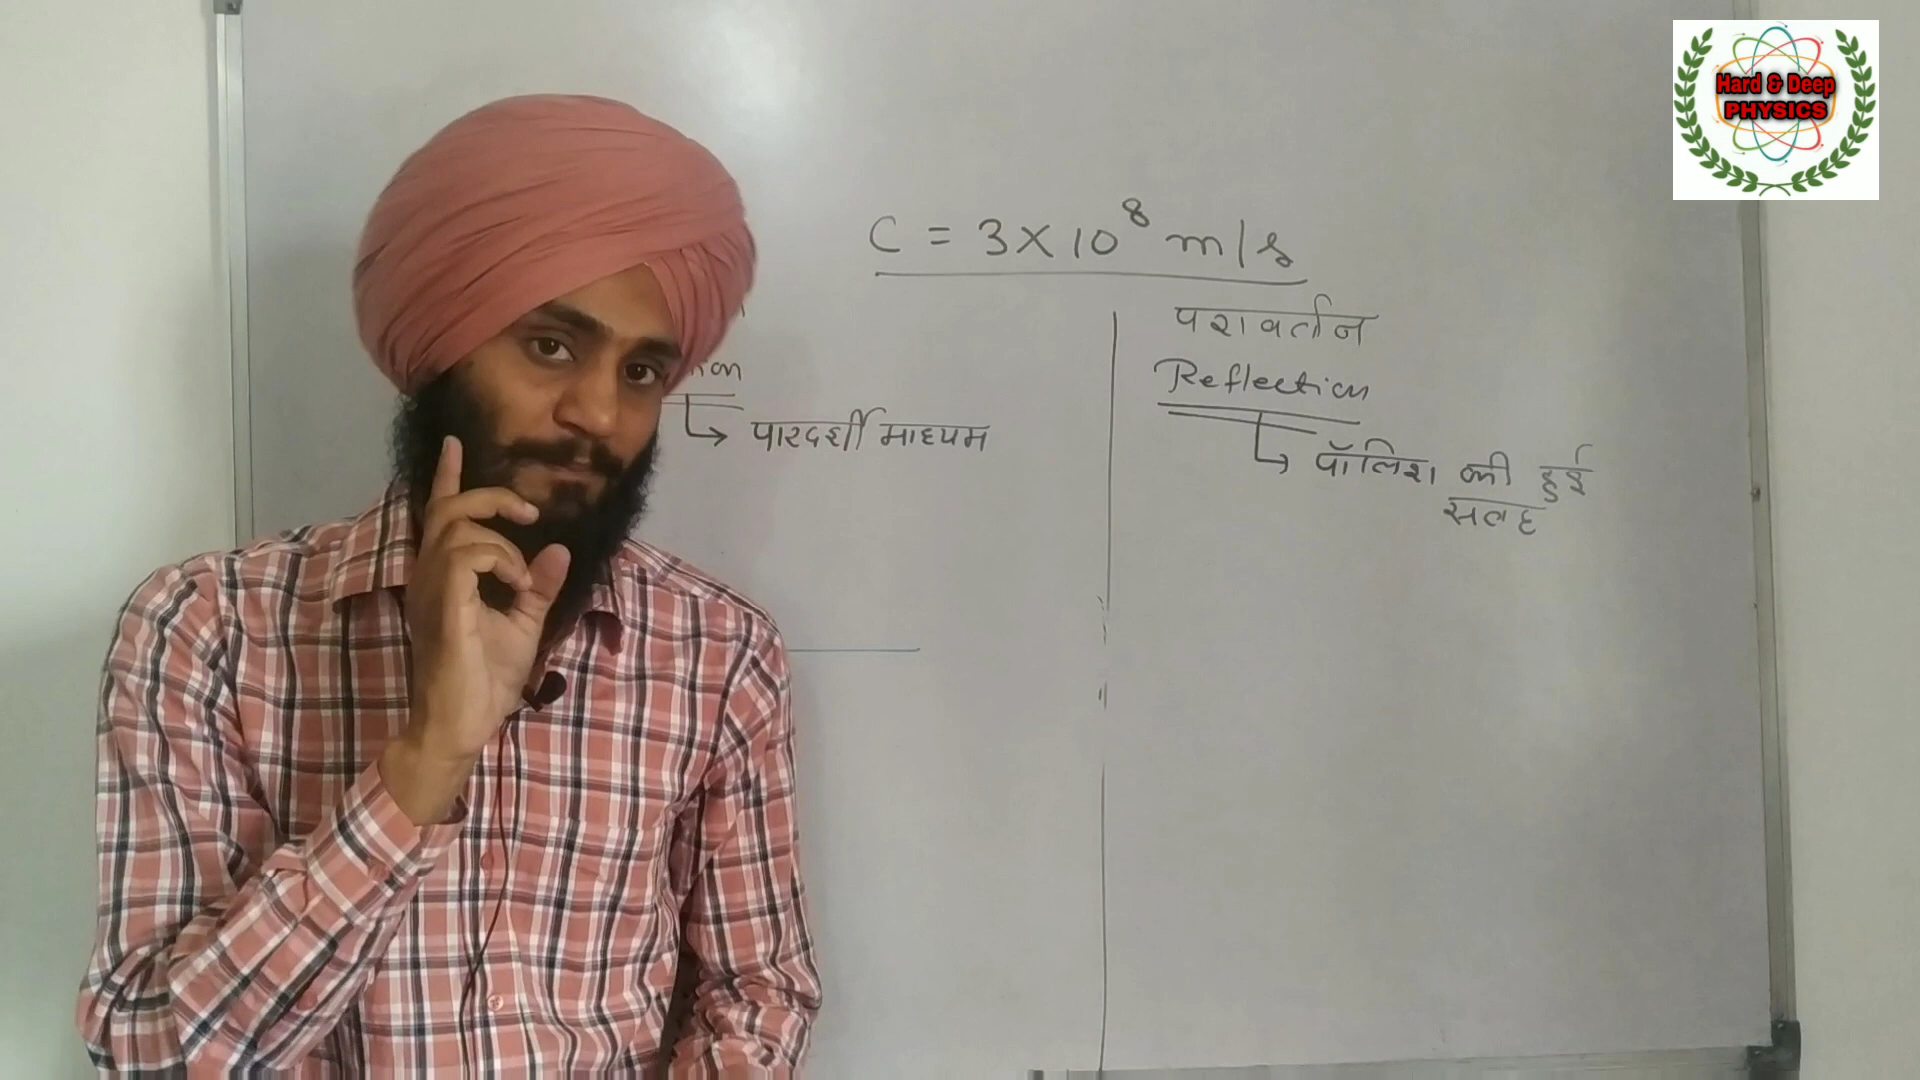 Hard & Deep
PHYSICS
C = 3 X 10⁸ m/s
पारदर्शी माध्यम
परावर्तन
Reflection
पॉलिश की हुई
सतह